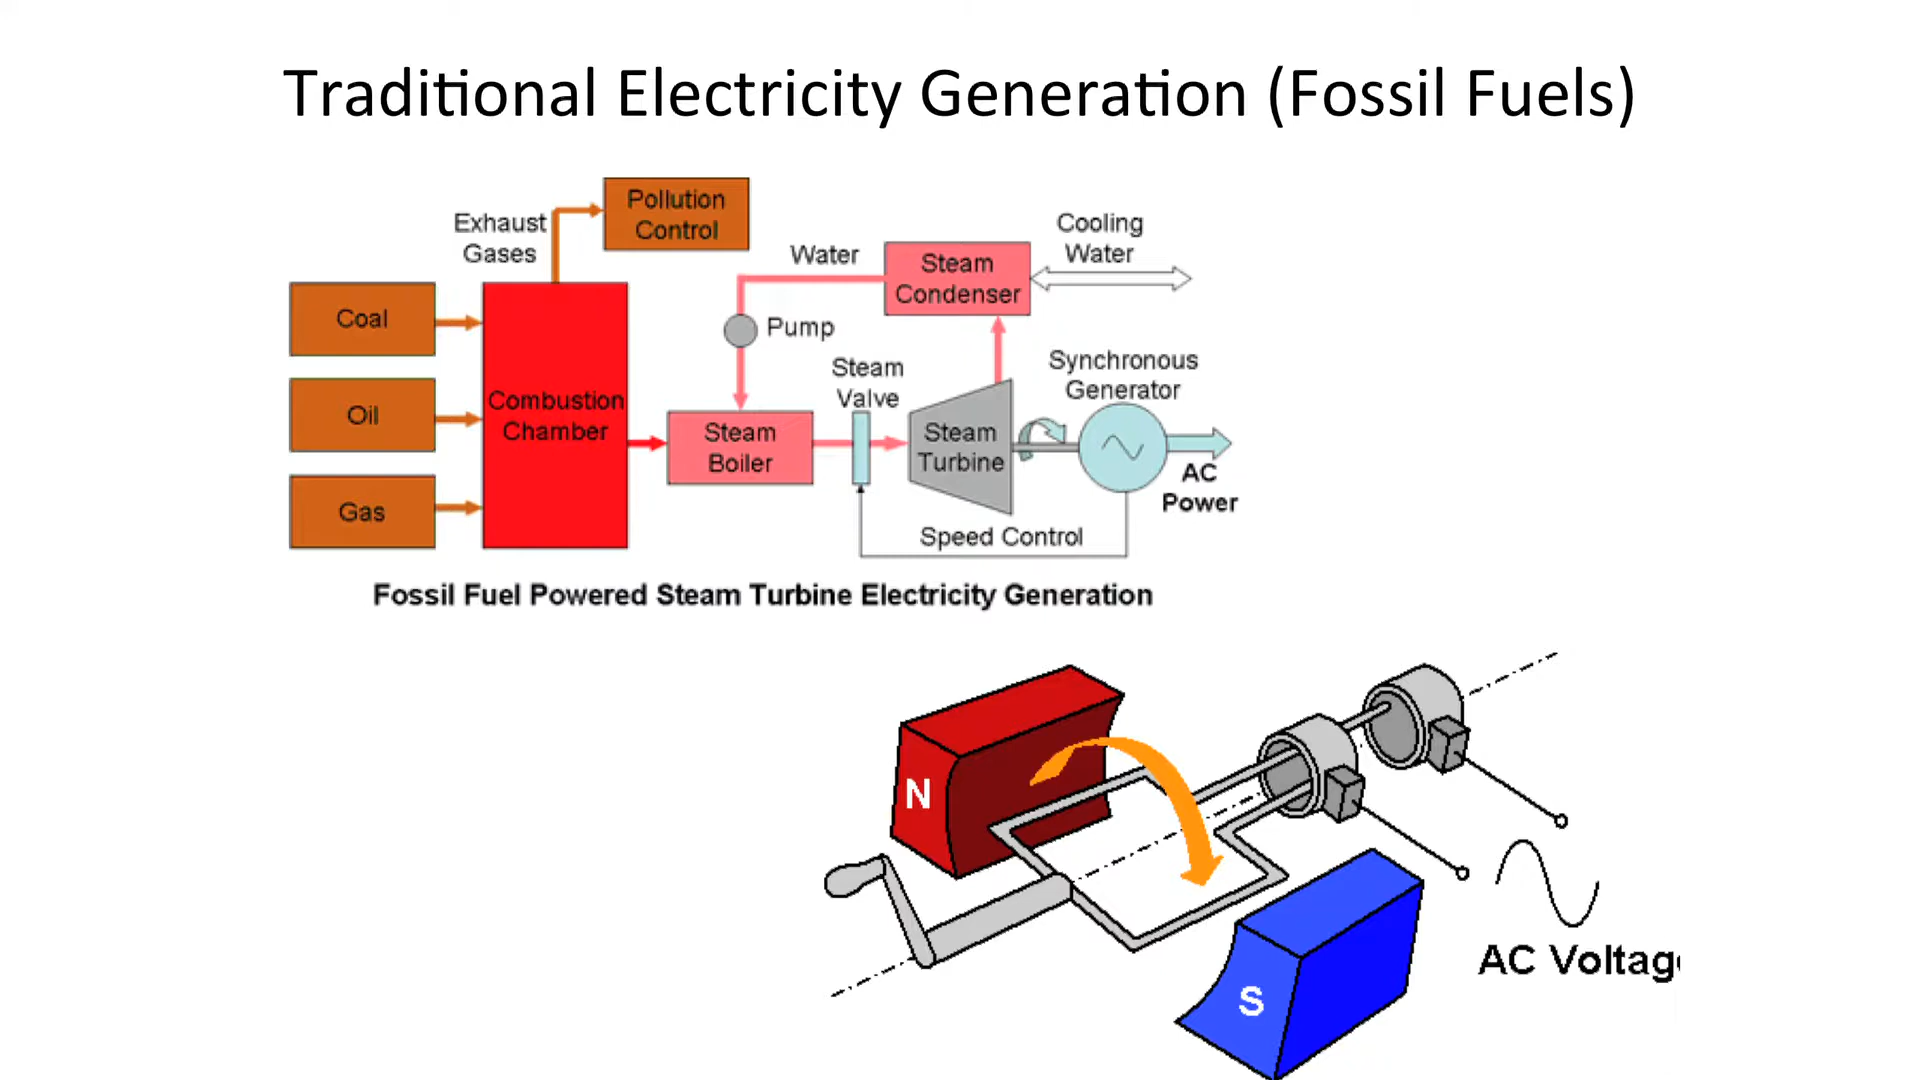 Traditional Electricity Generation (Fossil Fuels)
Pollution
Control
Exhaust
Gases
Cooling
Water
Water
Steam
Condenser
Coal
Pump
Steam
Valve
Synchronous
Generator
Oil
Combustion
Chamber
Steam
Boiler
Steam
Turbine
AC
Power
Gas
Speed Control
Fossil Fuel Powered Steam Turbine Electricity Generation
N
S
AC Voltage